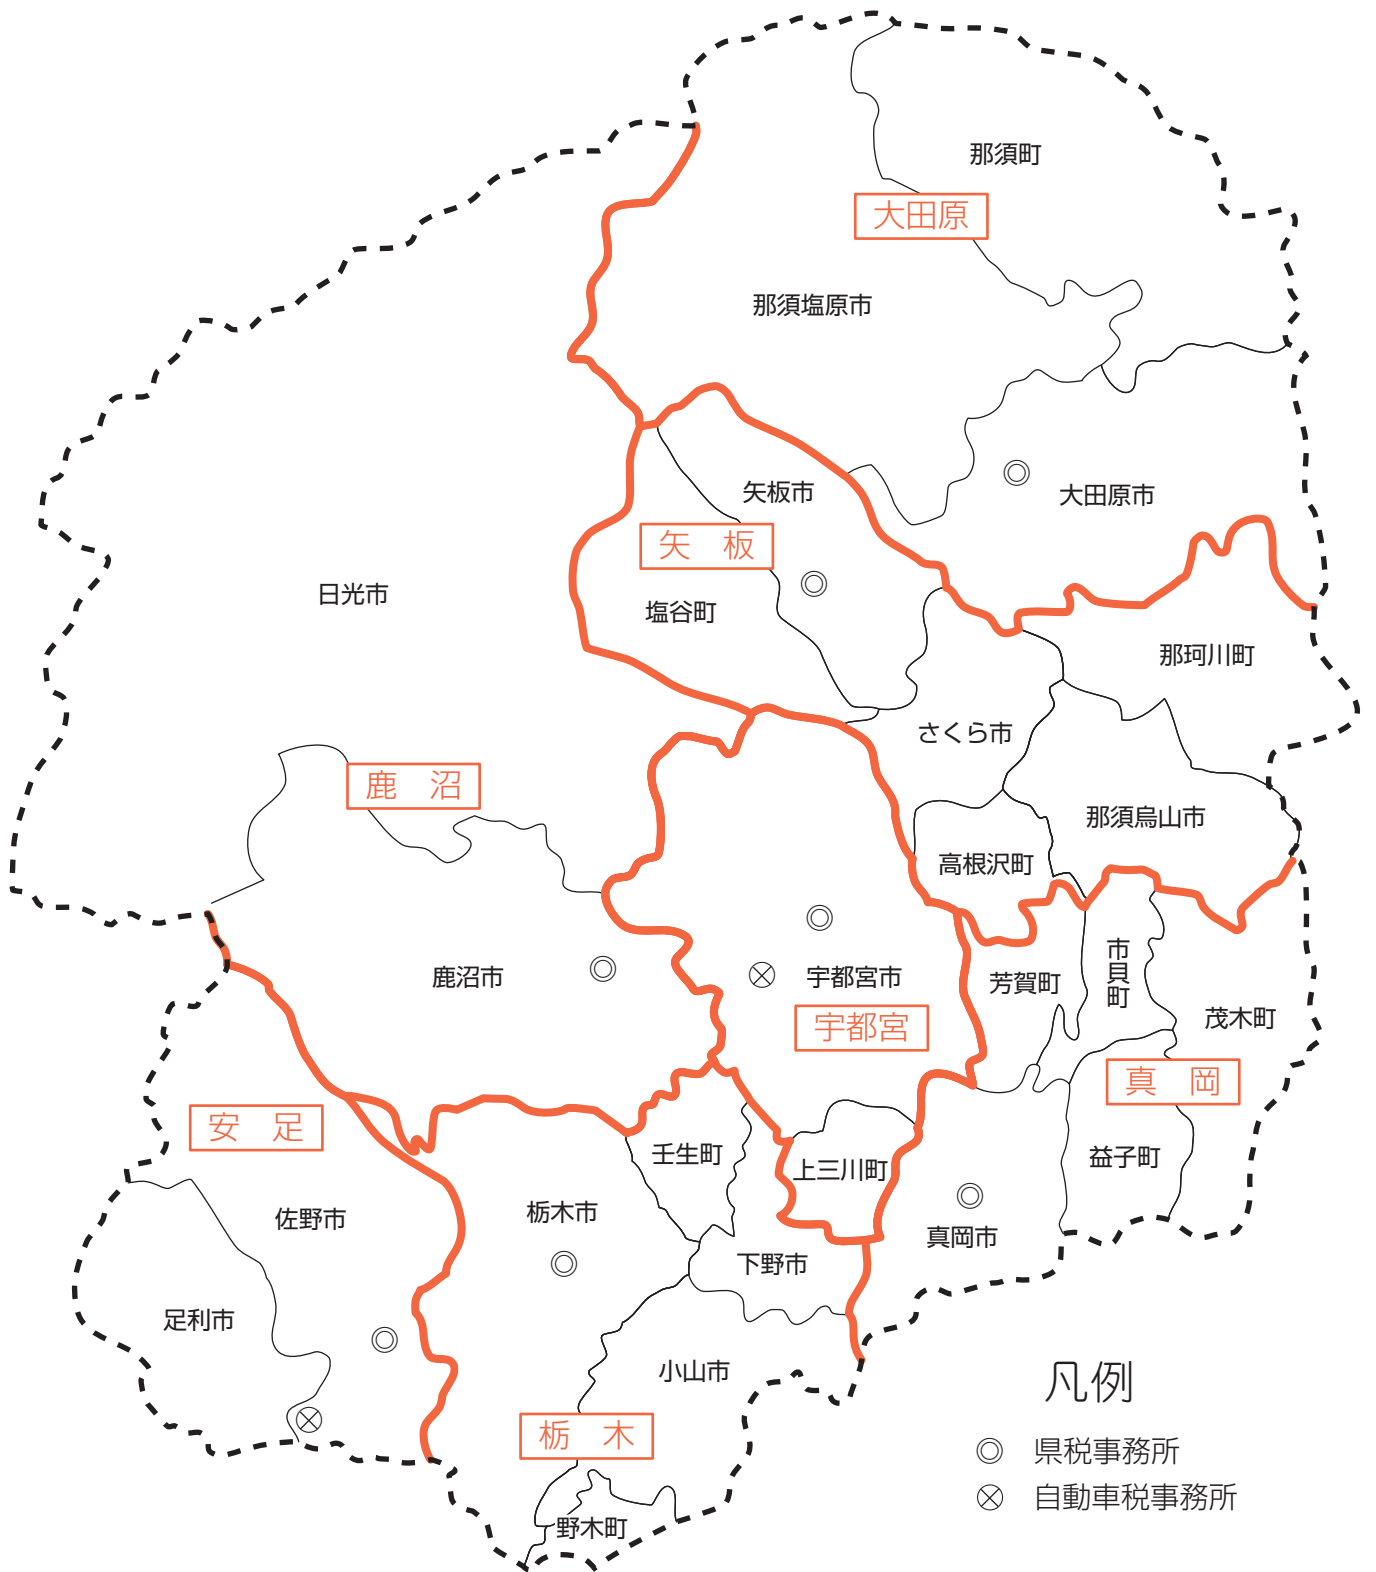 那須町
大田原
那須塩原市
矢板市
大田原市
矢　板
日光市
塩谷町
那珂川町
さくら市
鹿　沼
那須烏山市
高根沢町
鹿沼市
宇都宮市
芳賀町
市貝町
茂木町
宇都宮
真　岡
安　足
壬生町
上三川町
益子町
佐野市
栃木市
真岡市
下野市
足利市
小山市
栃　木
野木町
凡例
県税事務所
自動車税事務所